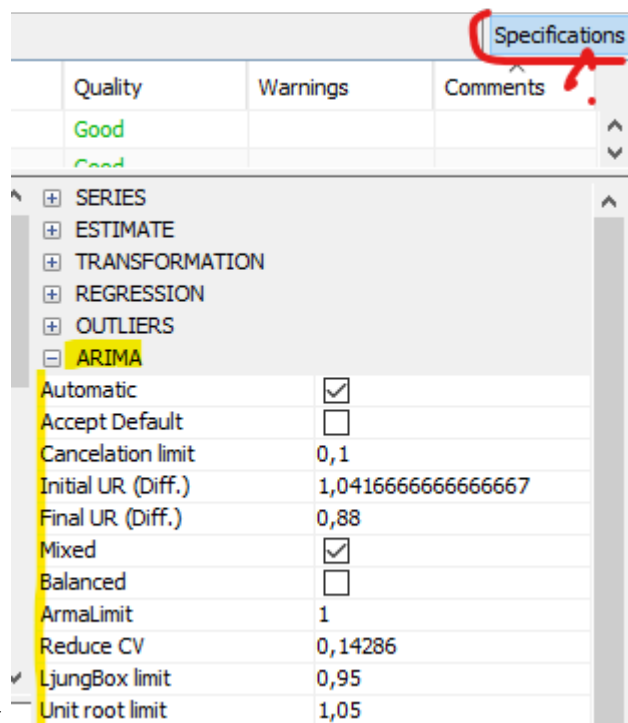 Specifications
Quality Warnings Comments
Good
Good
SERIES
ESTIMATE
TRANSFORMATION
REGRESSION
OUTLIERS
ARIMA
Automatic
Accept Default
Cancelation limit 0,1
Initial UR (Diff.) 1,0416666666666667
Final UR (Diff.) 0,88
Mixed
Balanced
ArmaLimit 1
Reduce CV 0,14286
LjungBox limit 0,95
Unit root limit 1,05